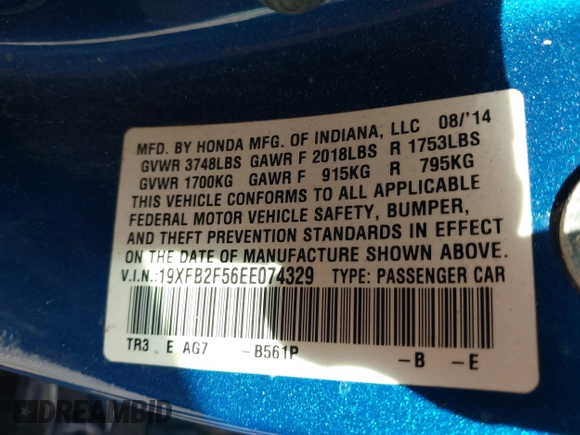 MFD. BY HONDA MFG. OF INDIANA, LLC 08/'14
GVWR 3748LBS GAWR F 2018LBS R 1753LBS
GVWR 1700KG GAWR F 915KG R 795KG
THIS VEHICLE CONFORMS TO ALL APPLICABLE
FEDERAL MOTOR VEHICLE SAFETY, BUMPER,
AND THEFT PREVENTION STANDARDS IN EFFECT
ON THE DATE OF MANUFACTURE SHOWN ABOVE.
V.I.N.:19XFB2F56EE074329 TYPE: PASSENGER CAR
TR3 E AG7 -B561P -B -E
DREAMBID